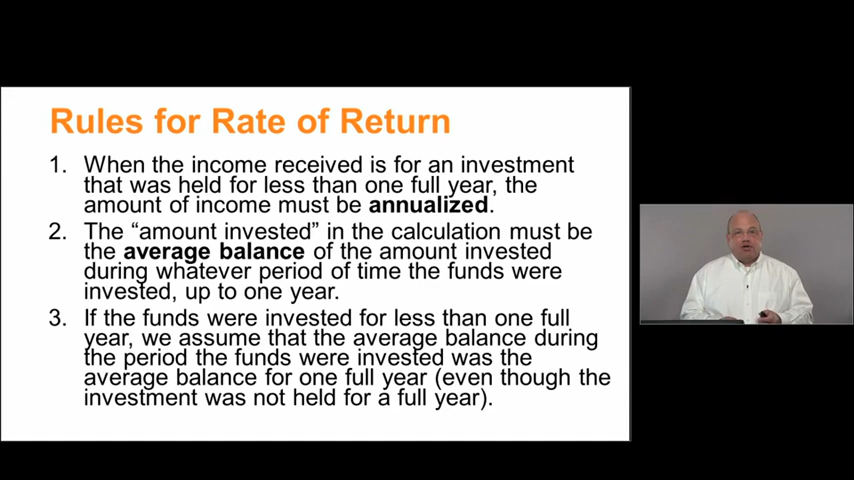 Rules for Rate of Return
1. When the income received is for an investment
that was held for less than one full year, the
amount of income must be annualized.
2. The “amount invested” in the calculation must be
the average balance of the amount invested
during whatever period of time the funds were
invested, up to one year.
3. If the funds were invested for less than one full
year, we assume that the average balance during
the period the funds were invested was the
average balance for one full year (even though the
investment was not held for a full year).